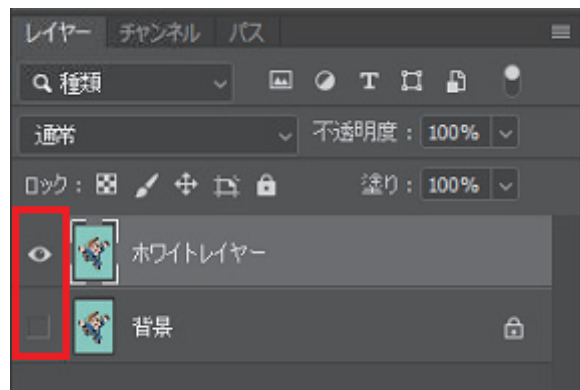 レイヤー チャンネル パス
種類 T
通常 不透明度： 100%
ロック： 塗り： 100%
ホワイトレイヤー
背景